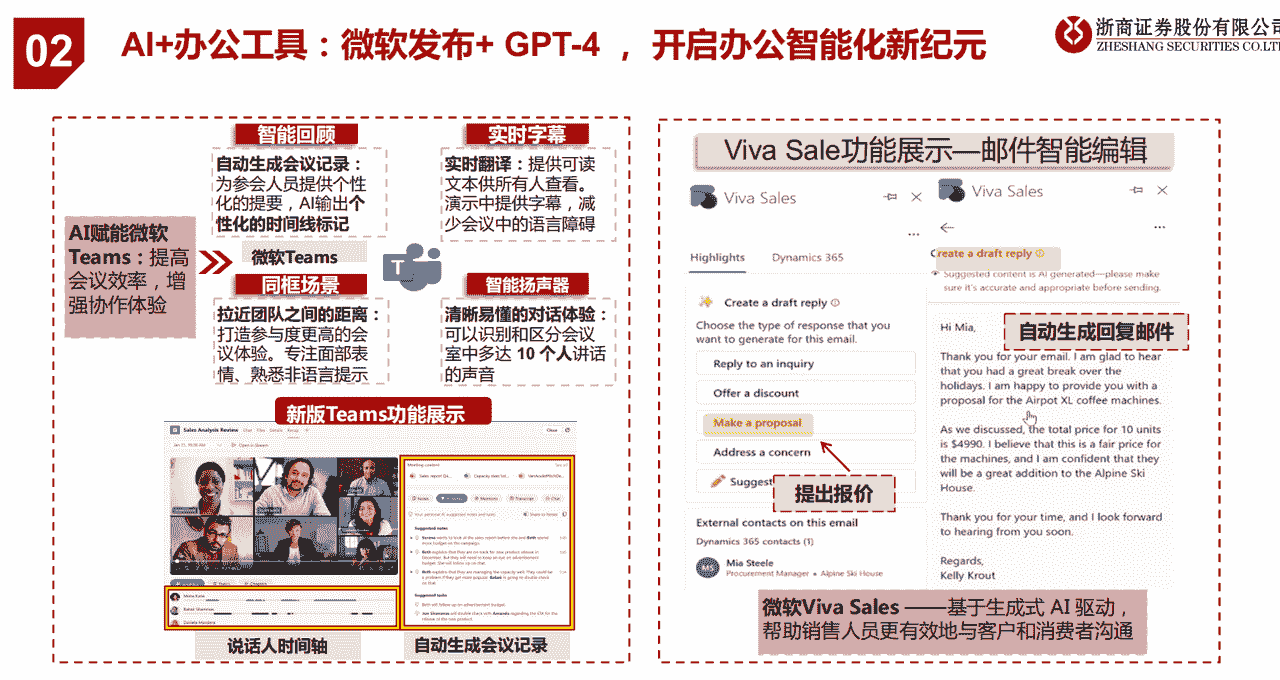 02
AI+办公工具：微软发布+ GPT-4 ，开启办公智能化新纪元
浙商证券股份有限公司
ZHESHANG SECURITIES CO.LT
AI赋能微软
Teams：提高
会议效率，增
强协作体验
智能回顾
自动生成会议记录：
为参会人员提供个性
化的提要，AI输出个
性化的时间线标记
实时字幕
实时翻译：提供可读
文本供所有人查看。
演示中提供字幕，减
少会议中的语言障碍
微软Teams
T
同框场景
拉近团队之间的距离：
打造参与度更高的会
议体验。专注面部表
情、熟悉非语言提示
智能扬声器
清晰易懂的对话体验：
可以识别和区分会议
室中多达 10 个人讲话
的声音
新版Teams功能展示
Sales Analysis Review
Suggested notes
Suggested tasks
说话人时间轴
自动生成会议记录
Viva Sale功能展示—邮件智能编辑
Viva Sales
Highlights
Dynamics 365
Create a draft reply
Choose the type of response that you
want to generate for this email.
Reply to an inquiry
Offer a discount
Make a proposal
Address a concern
Sugges
提出报价
External contacts on this email
Dynamics 365 contacts (1)
MS
Mia Steele
Procurement Manager • Alpine Ski House
Viva Sales
Create a draft reply
Suggested content is AI generated—please make
sure it's accurate and appropriate before sending.
自动生成回复邮件
Hi Mia,
Thank you for your email. I am glad to hear
that you had a great break over the
holidays. I am happy to provide you with a
proposal for the Airpot XL coffee machines.
As we discussed, the total price for 10 units
is $4990. I believe that this is a fair price for
the machines, and I am confident that they
will be a great addition to the Alpine Ski
House.
Thank you for your time, and I look forward
to hearing from you soon.
Regards,
Kelly Krout
微软Viva Sales ——基于生成式 AI 驱动，
帮助销售人员更有效地与客户和消费者沟通